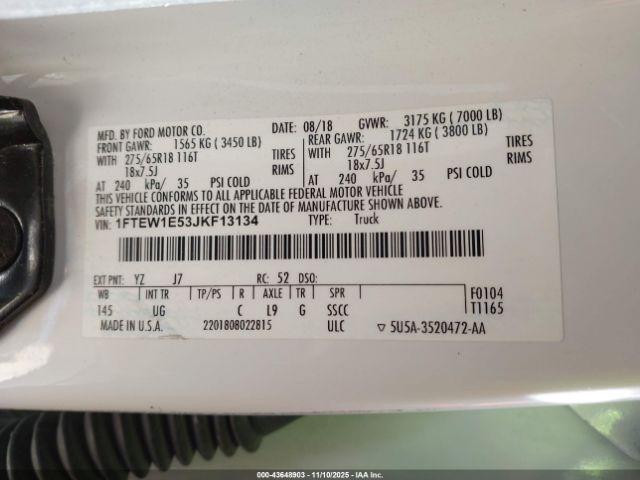 MFD. BY FORD MOTOR CO. DATE: 08/18 GVWR: 3175 KG ( 7000 LB)
FRONT GAWR: 1565 KG ( 3450 LB) REAR GAWR: 1724 KG ( 3800 LB)
WITH 275/65R18 116T TIRES WITH 275/65R18 116T TIRES
18x7.5J RIMS 18x7.5J RIMS
AT 240 kPa/ 35 PSI COLD AT 240 kPa/ 35 PSI COLD
THIS VEHICLE CONFORMS TO ALL APPLICABLE FEDERAL MOTOR VEHICLE
SAFETY STANDARDS IN EFFECT ON THE DATE OF MANUFACTURE SHOWN ABOVE.
VIN: 1FTEW1E53JKF13134 TYPE: Truck
EXT PNT: YZ J7 RC: 52 DSO:
WB INT TR TP/PS R AXLE TR SPR F0104
145 UG C L9 G SSCC T1165
MADE IN U.S.A. 2201808022815 ULC ▽ 5U5A-3520472-AA
000-43648903 - 11/10/2025 - IAA Inc.